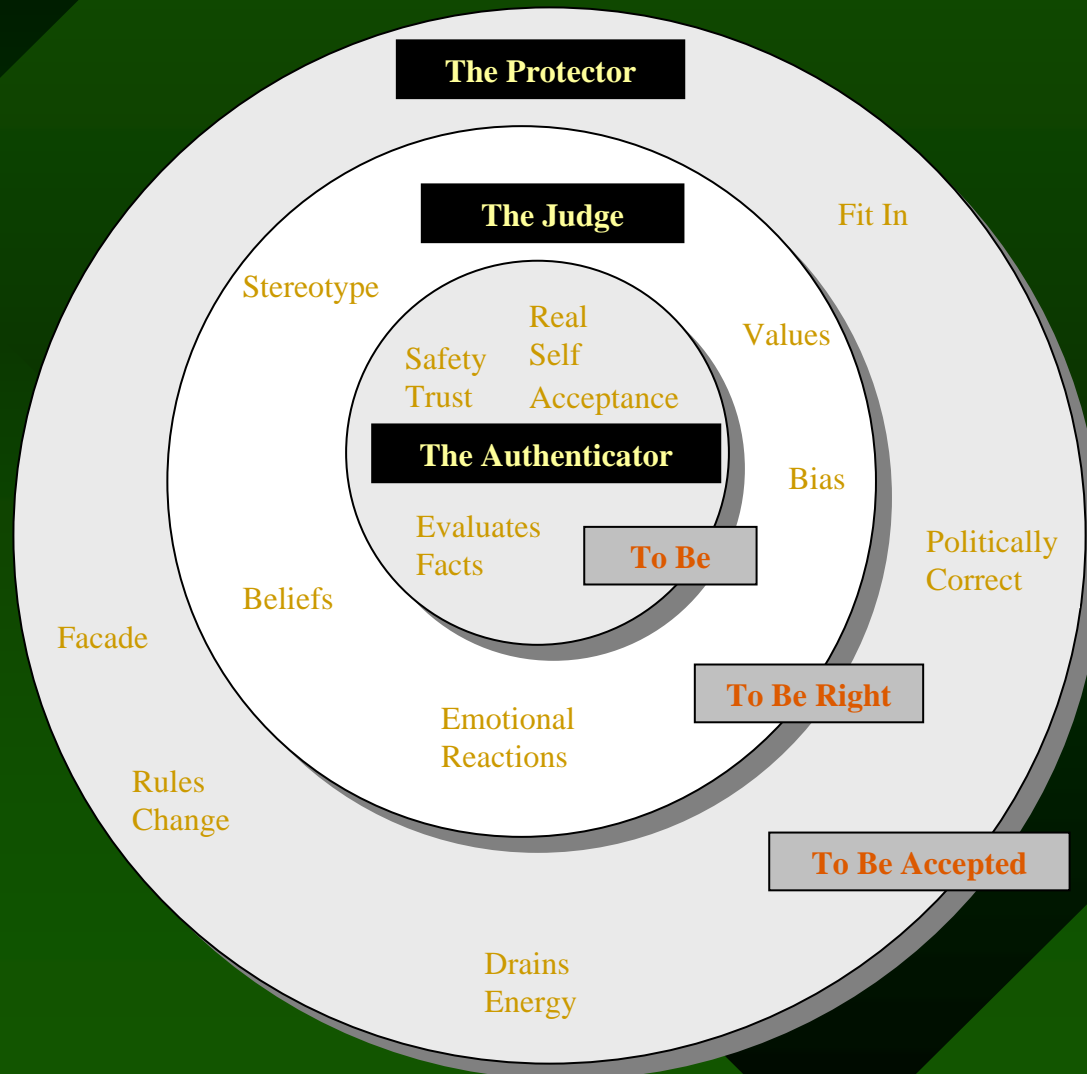 The Protector
Fit In
The Judge
Stereotype
Values
Real
Self
Acceptance
Safety
Trust
The Authenticator
Bias
Evaluates
Facts
To Be
Politically
Correct
Beliefs
Facade
To Be Right
Emotional
Reactions
Rules
Change
To Be Accepted
Drains
Energy